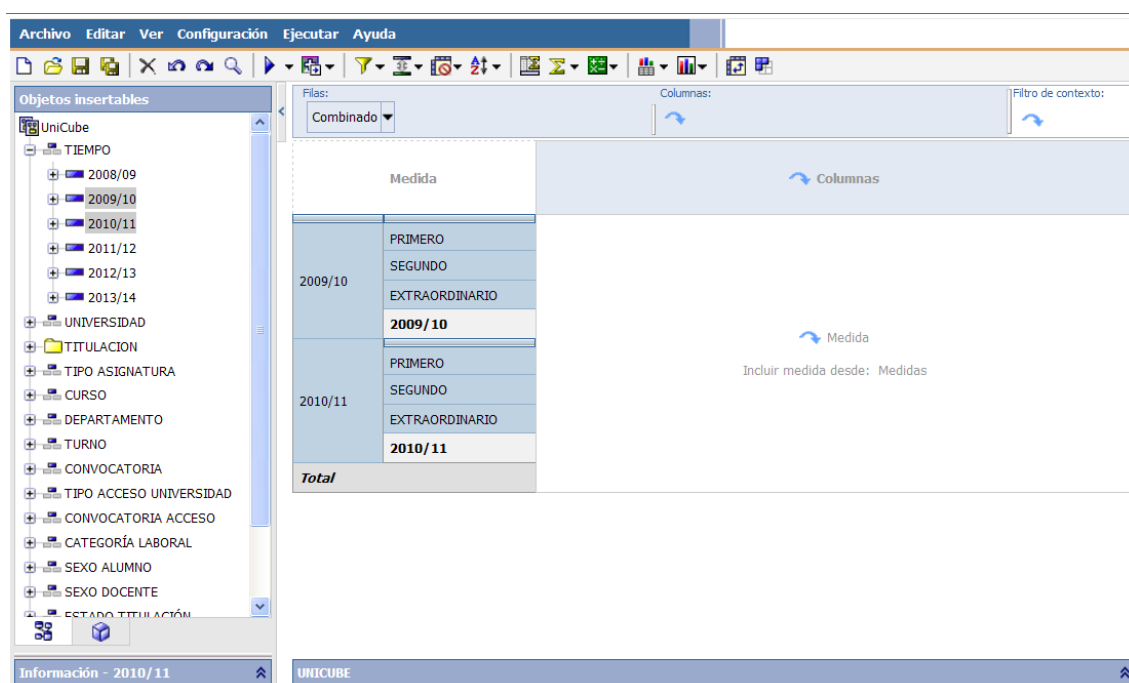 Archivo Editar Ver Configuración Ejecutar Ayuda
Objetos insertables
UniCube
TIEMPO
2008/09
2009/10
2010/11
2011/12
2012/13
2013/14
UNIVERSIDAD
TITULACION
TIPO ASIGNATURA
CURSO
DEPARTAMENTO
TURNO
CONVOCATORIA
TIPO ACCESO UNIVERSIDAD
CONVOCATORIA ACCESO
CATEGORÍA LABORAL
SEXO ALUMNO
SEXO DOCENTE
ESTADO TITULACIÓN
Información - 2010/11
Filas:
Combinado
Columnas:
Filtro de contexto:
Medida
Columnas
2009/10
PRIMERO
SEGUNDO
EXTRAORDINARIO
2009/10
2010/11
PRIMERO
SEGUNDO
EXTRAORDINARIO
2010/11
Total
Medida
Incluir medida desde: Medidas
UNICUBE